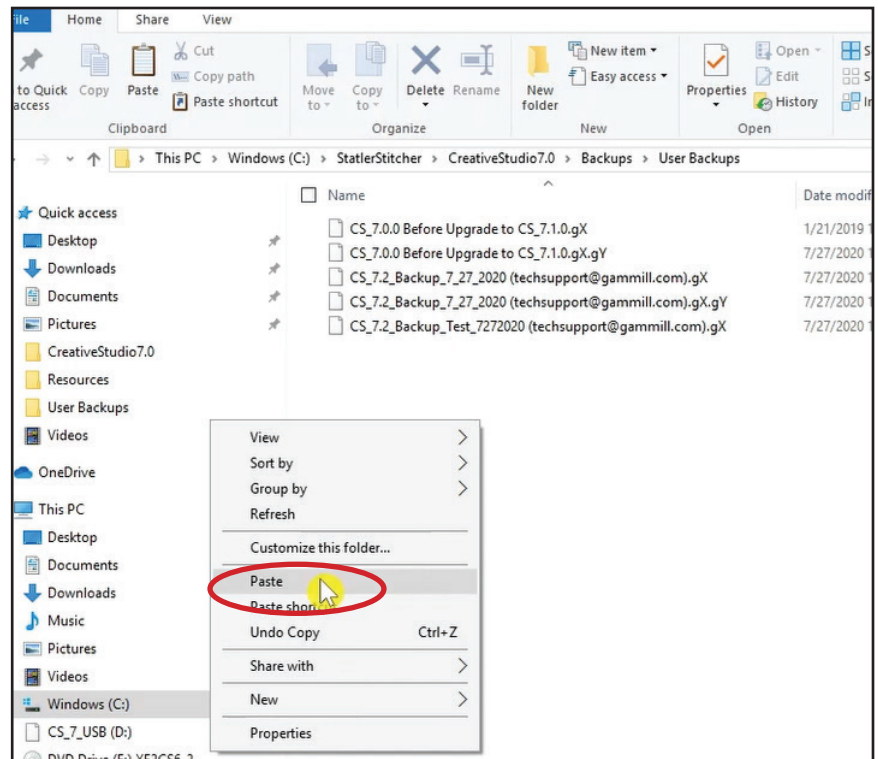 File Home Share View
to Quick access Copy Paste
Cut
Copy path
Paste shortcut
Move to Copy to Delete Rename
New folder
New item
Easy access
Properties
Open
Edit
History
Clipboard Organize New Open
This PC > Windows (C:) > StatlerStitcher > CreativeStudio7.0 > Backups > User Backups
Name Date modif
CS_7.0.0 Before Upgrade to CS_7.1.0.gX 1/21/2019 1
CS_7.0.0 Before Upgrade to CS_7.1.0.gX.gY 7/27/2020 1
CS_7.2_Backup_7_27_2020 (techsupport@gammill.com).gX 7/27/2020 1
CS_7.2_Backup_7_27_2020 (techsupport@gammill.com).gX.gY 7/27/2020 1
CS_7.2_Backup_Test_7272020 (techsupport@gammill.com).gX 7/27/2020 1
Quick access
Desktop
Downloads
Documents
Pictures
CreativeStudio7.0
Resources
User Backups
Videos
OneDrive
This PC
Desktop
Documents
Downloads
Music
Pictures
Videos
Windows (C:)
CS_7_USB (D:)
View
Sort by
Group by
Refresh
Customize this folder...
Paste
Paste shortcut
Undo Copy Ctrl+Z
Share with
New
Properties